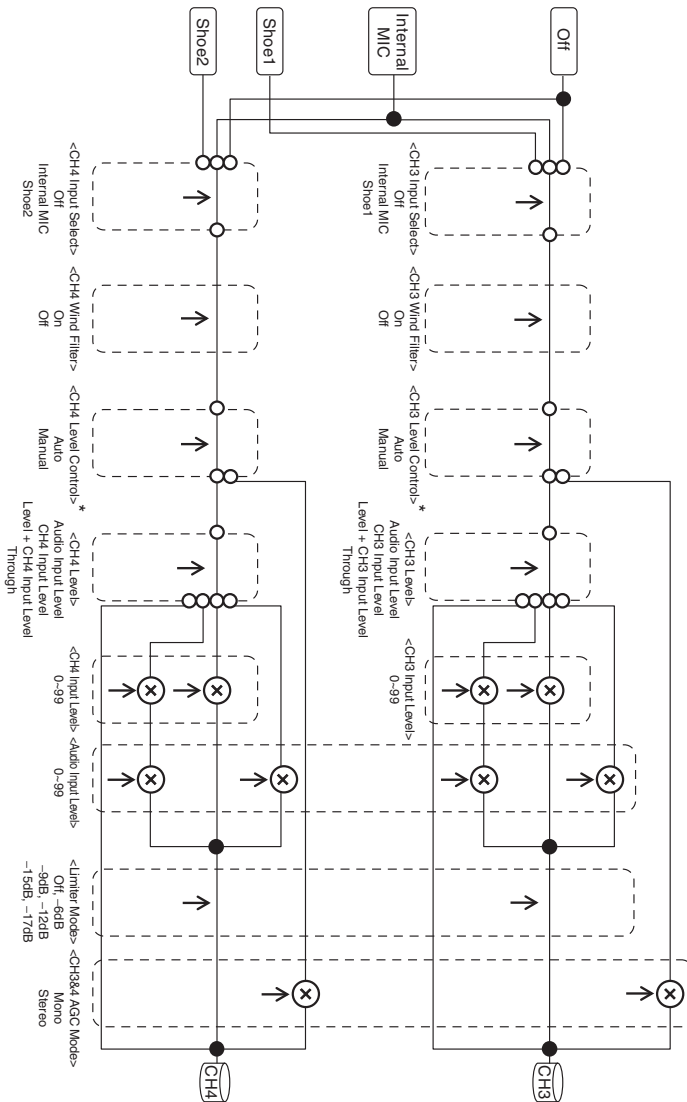 Off
Internal
MIC
Shoe1
Shoe2
<CH3 Input Select>
Off
Internal MIC
Shoe1
<CH3 Wind Filter>
On
Off
<CH3 Level Control>
Auto
Manual
*
<CH3 Level>
Audio Input Level
CH3 Input Level
Level + CH3 Input Level
Through
<CH3 Input Level>
0~99
CH3
<CH4 Input Select>
Off
Internal MIC
Shoe2
<CH4 Wind Filter>
On
Off
<CH4 Level Control>
Auto
Manual
*
<CH4 Level>
Audio Input Level
CH4 Input Level
Level + CH4 Input Level
Through
<CH4 Input Level>
0~99
<Audio Input Level>
0~99
<Limiter Mode>
Off, –6dB
–9dB, –12dB
–15dB, –17dB
<CH3&4 AGC Mode>
Mono
Stereo
CH4